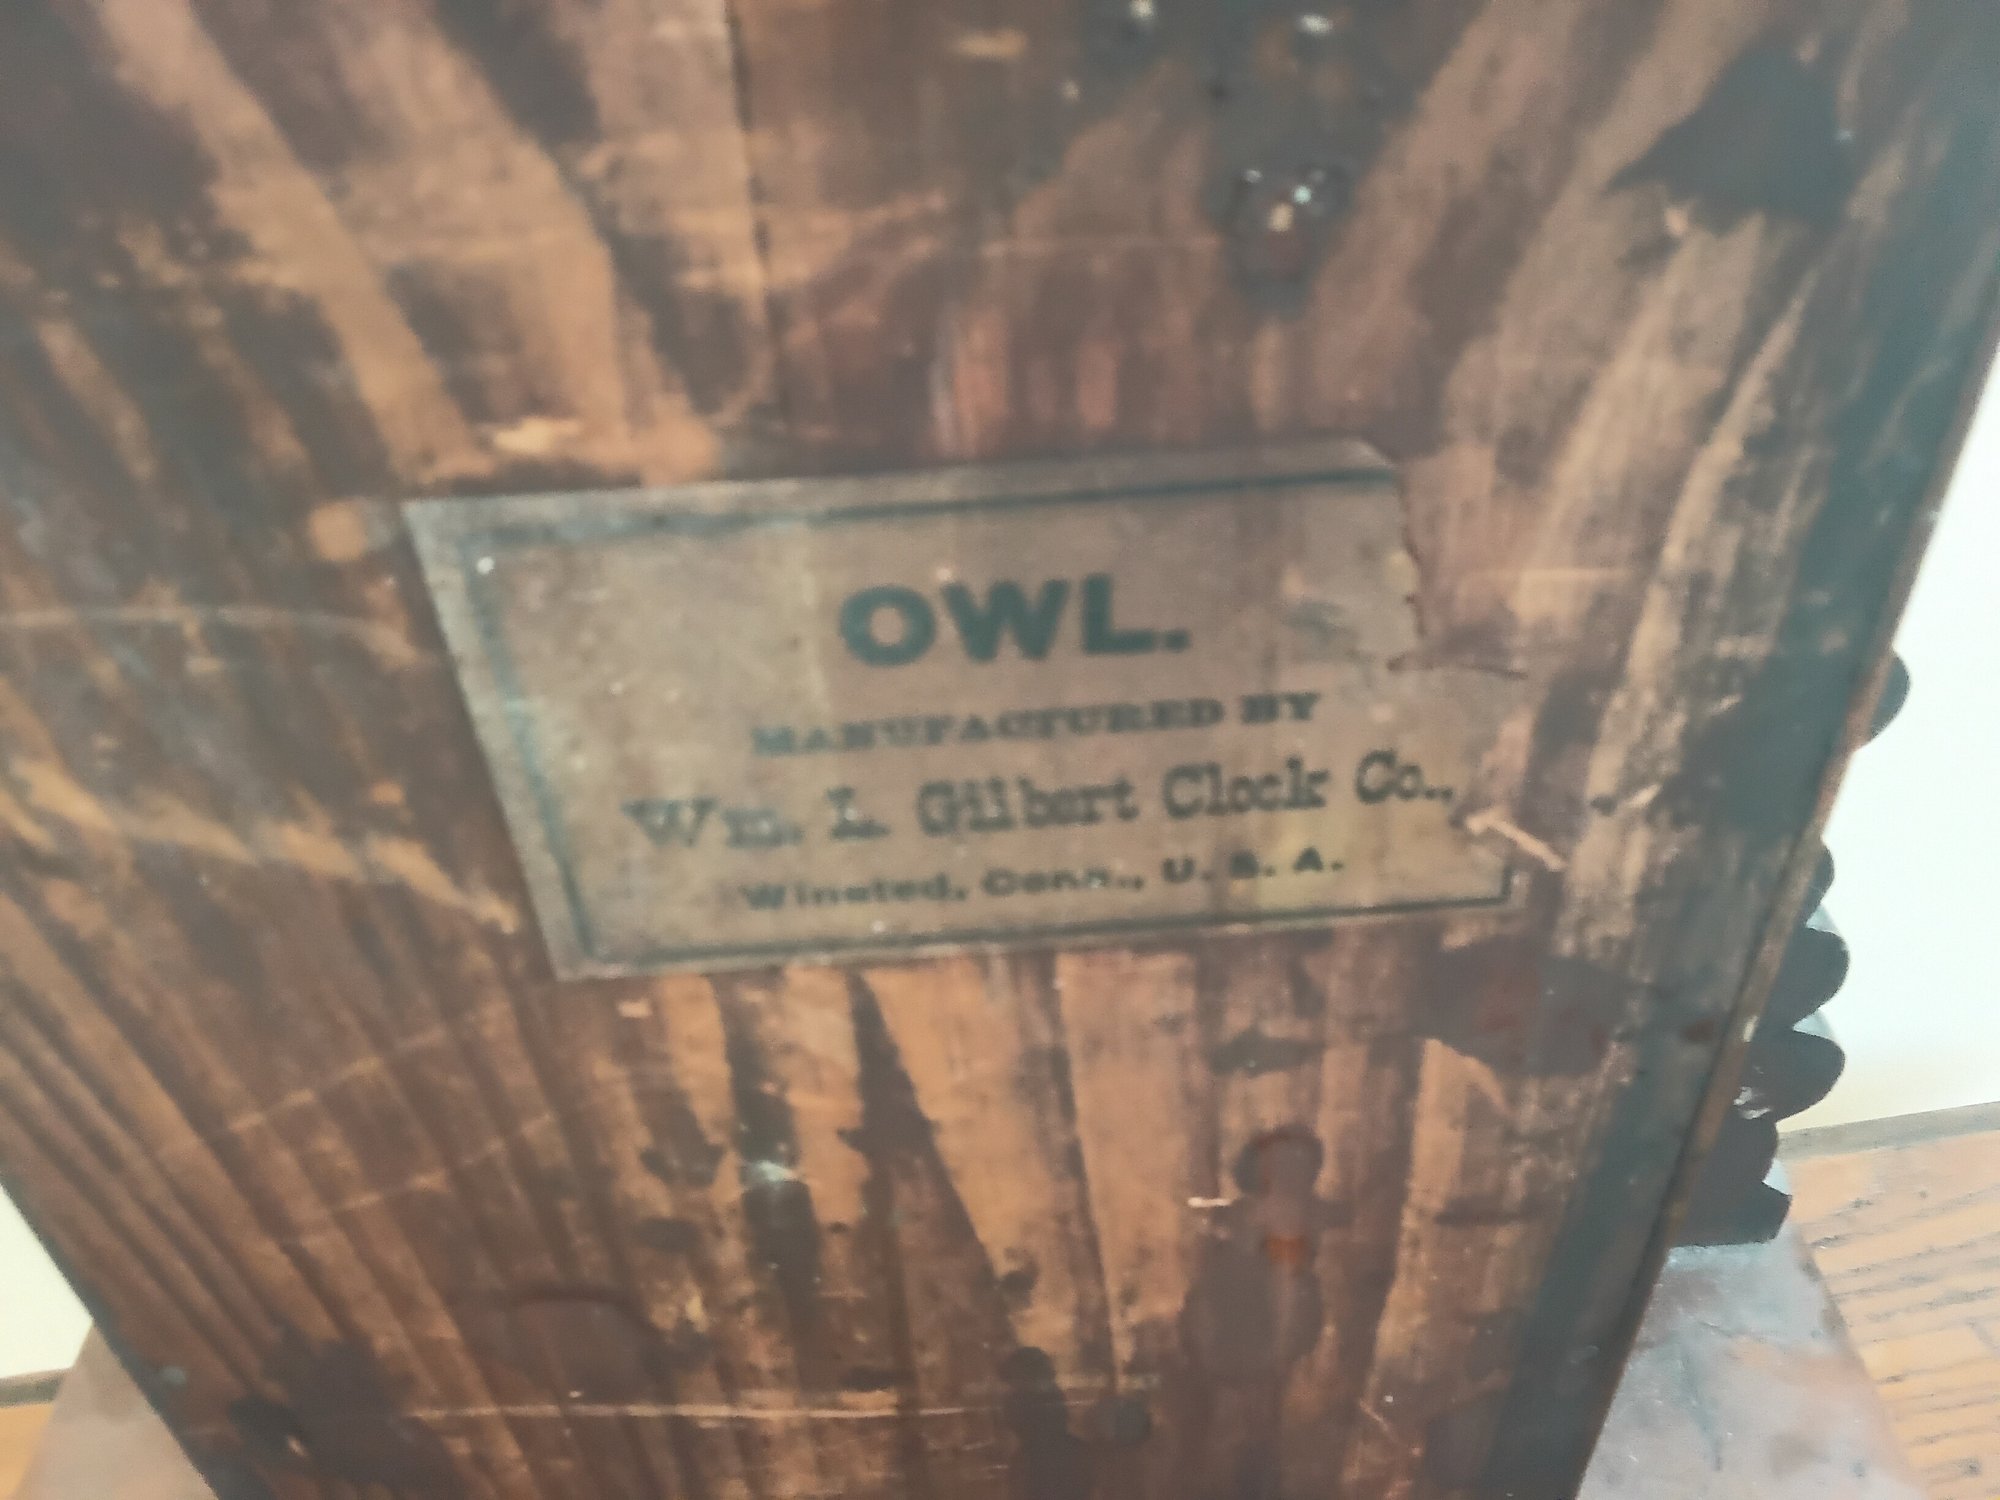 OWL.
MANUFACTURED BY
Wm. L. Gilbert Clock Co.,
Winsted, Conn., U. S. A.